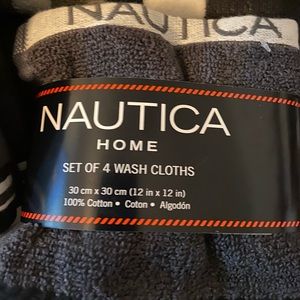 NAUTICA
NAUTICA
HOME
SET OF 4 WASH CLOTHS
30 cm x 30 cm (12 in x 12 in)
100% Cotton • Coton • Algodón